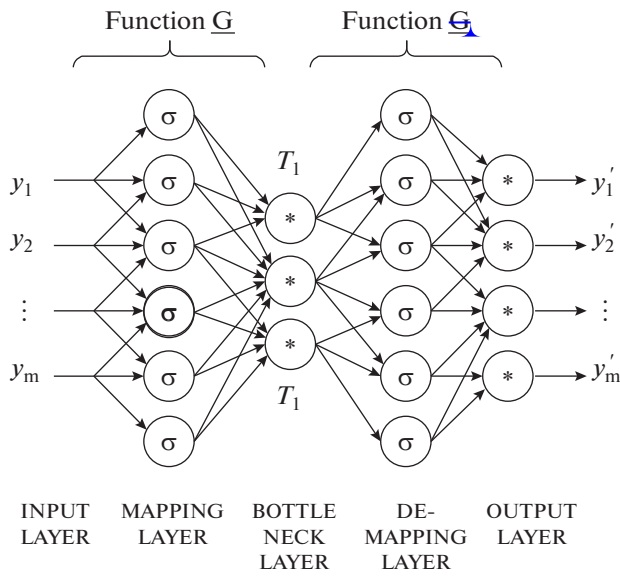 Function G
Function G
T₁
y₁
y₂
⋮
yₘ
σ
σ
σ
σ
σ
σ
*
*
*
T₁
σ
σ
σ
σ
σ
σ
*
*
*
*
y₁′
y₂′
⋮
yₘ′
INPUT
LAYER
MAPPING
LAYER
BOTTLE
NECK
LAYER
DE-
MAPPING
LAYER
OUTPUT
LAYER